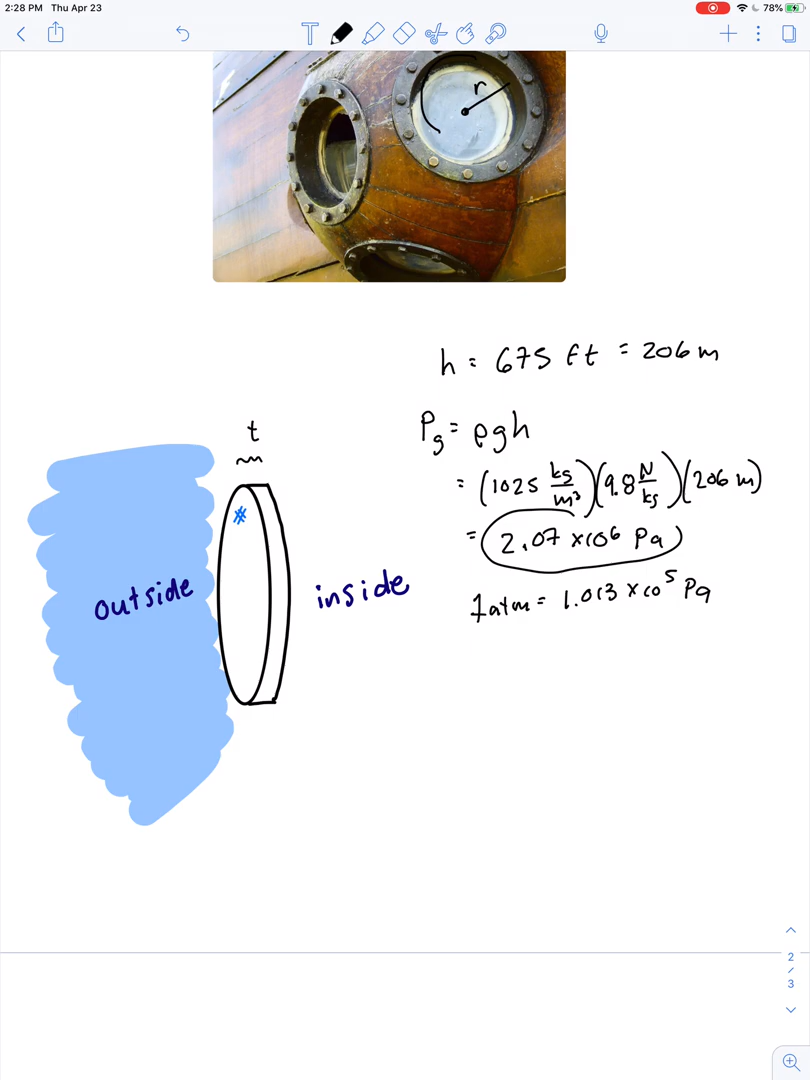 2:28 PM Thu Apr 23
78%
T
r
h = 675 ft = 206 m
t
Pg = ρgh
= (1025 kg/m³)(9.8 N/kg)(206 m)
= 2.07 x10⁶ Pa
1 atm = 1.013 x10⁵ Pa
outside
inside
2
/
3